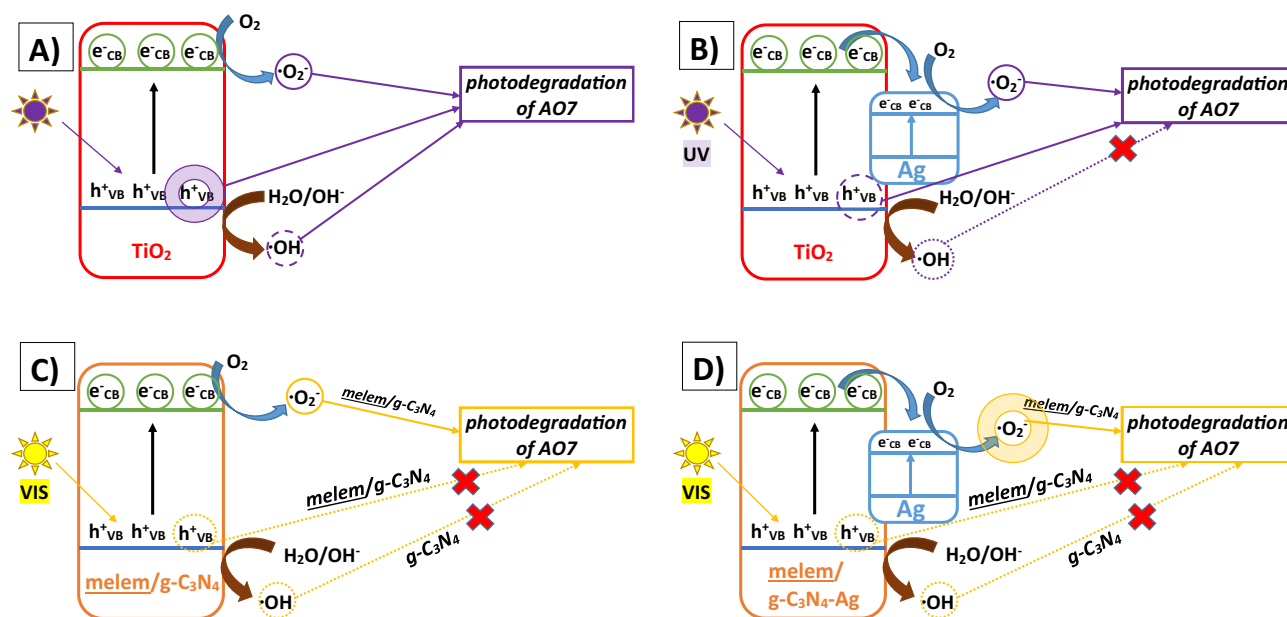 A)
O₂
e⁻CB e⁻CB e⁻CB
·O₂⁻
photodegradation
of AO7
h⁺VB h⁺VB h⁺VB
H₂O/OH⁻
·OH
TiO₂
B)
O₂
e⁻CB e⁻CB e⁻CB
·O₂⁻
photodegradation
of AO7
e⁻CB e⁻CB
UV
Ag
h⁺VB h⁺VB h⁺VB
H₂O/OH⁻
·OH
TiO₂
C)
O₂
e⁻CB e⁻CB e⁻CB
·O₂⁻
melem/g-C₃N₄
photodegradation
of AO7
VIS
melem/g-C₃N₄
h⁺VB h⁺VB h⁺VB
H₂O/OH⁻
g-C₃N₄
melem/g-C₃N₄
·OH
D)
O₂
e⁻CB e⁻CB e⁻CB
·O₂⁻
melem/g-C₃N₄
photodegradation
of AO7
e⁻CB e⁻CB
VIS
Ag
melem/g-C₃N₄
h⁺VB h⁺VB h⁺VB
H₂O/OH⁻
g-C₃N₄
melem/
g-C₃N₄-Ag
·OH